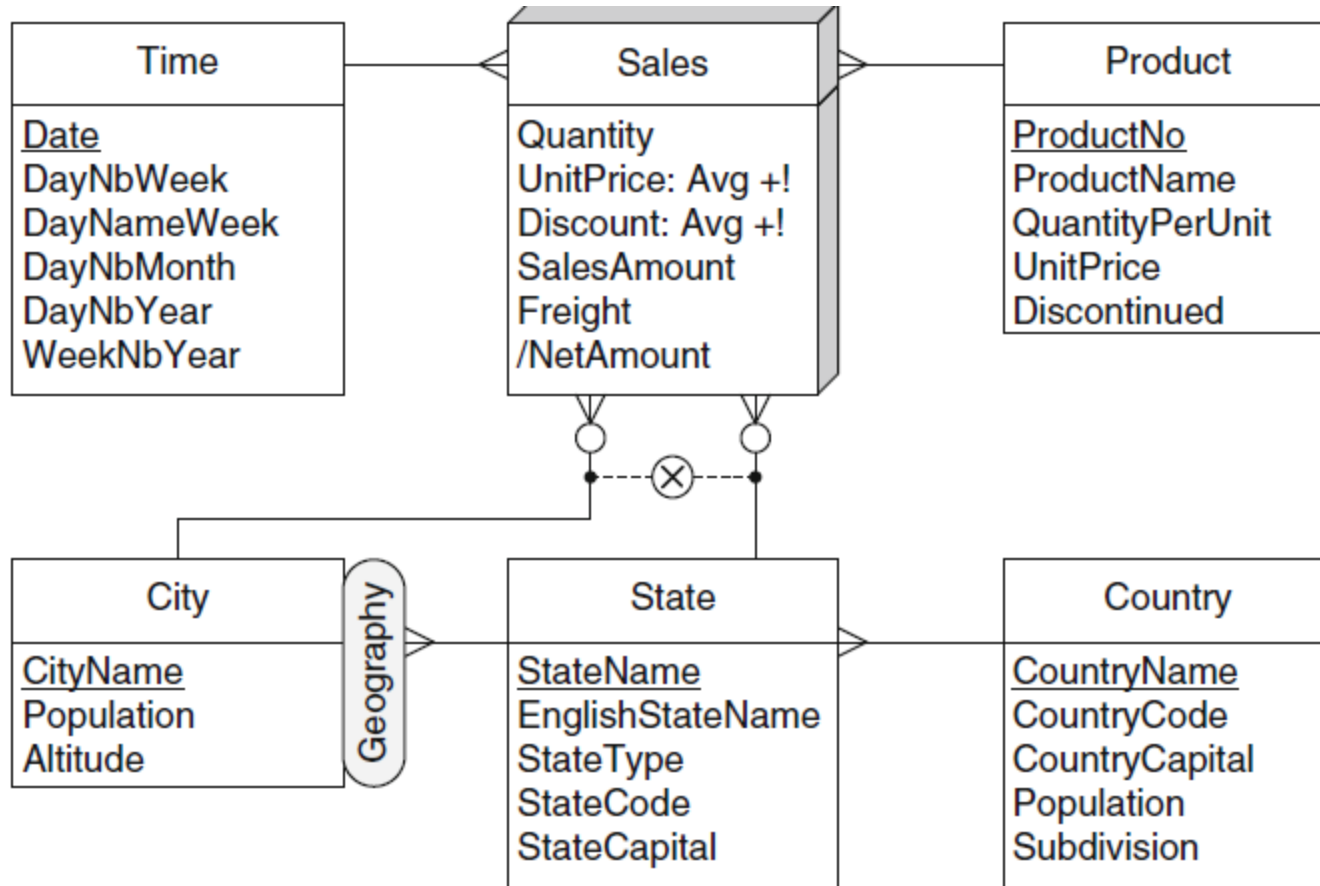 Time
Date
DayNbWeek
DayNameWeek
DayNbMonth
DayNbYear
WeekNbYear
Sales
Quantity
UnitPrice: Avg +!
Discount: Avg +!
SalesAmount
Freight
/NetAmount
Product
ProductNo
ProductName
QuantityPerUnit
UnitPrice
Discontinued
City
CityName
Population
Altitude
Geography
State
StateName
EnglishStateName
StateType
StateCode
StateCapital
Country
CountryName
CountryCode
CountryCapital
Population
Subdivision